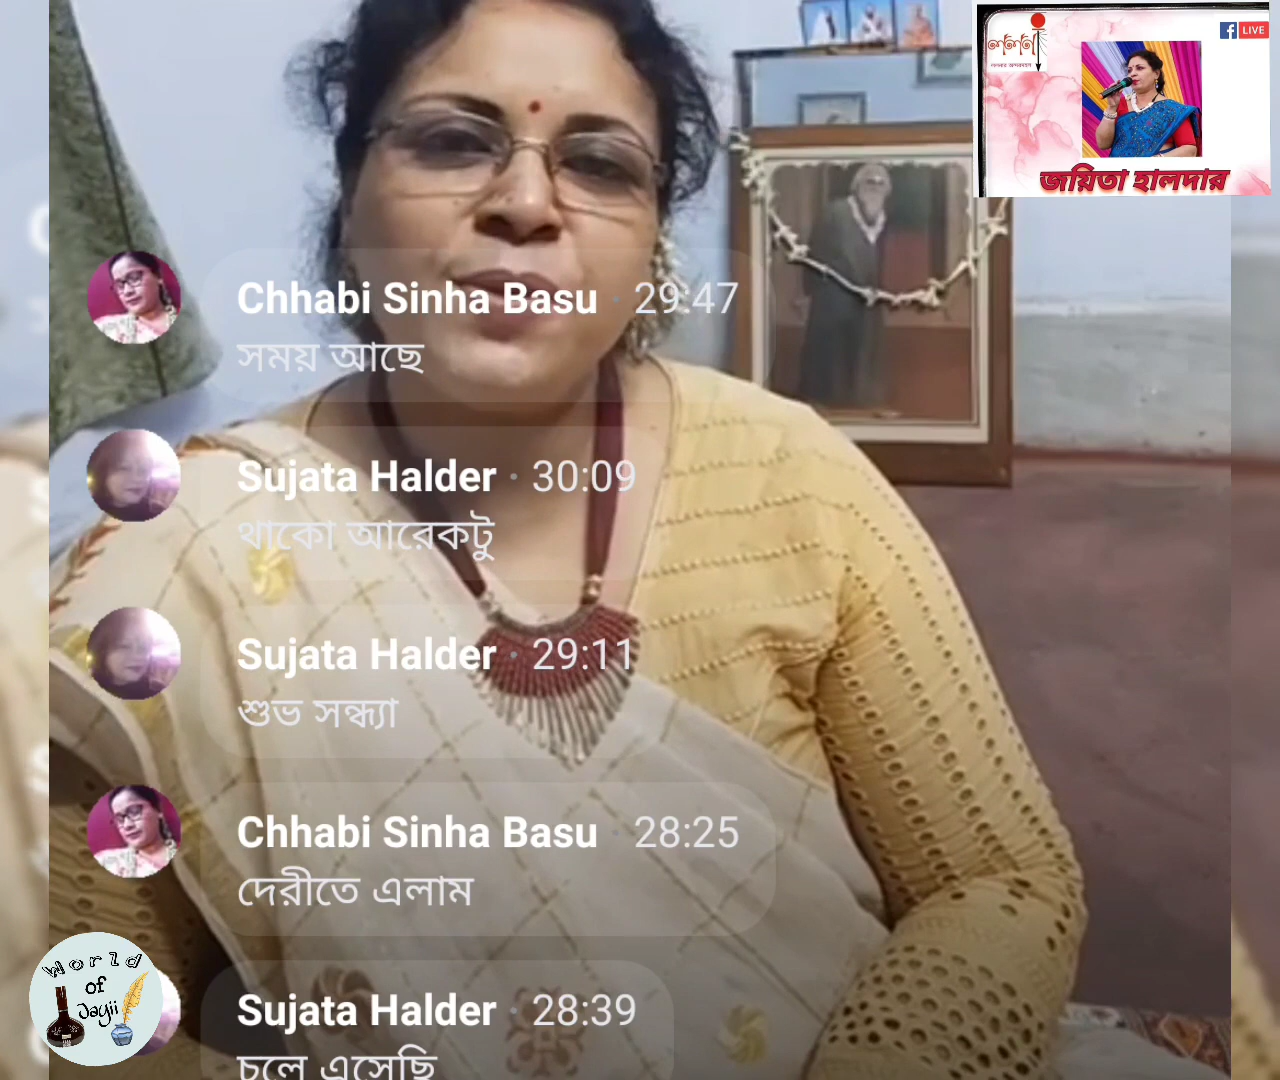 LIVE
জয়িতা হালদার
Chhabi Sinha Basu · 29:47
সময় আছে
Sujata Halder · 30:09
থাকো আরেকটু
Sujata Halder · 29:11
শুভ সন্ধ্যা
Chhabi Sinha Basu · 28:25
দেরীতে এলাম
Sujata Halder · 28:39
চলে এসেছি
World
of
Jayii